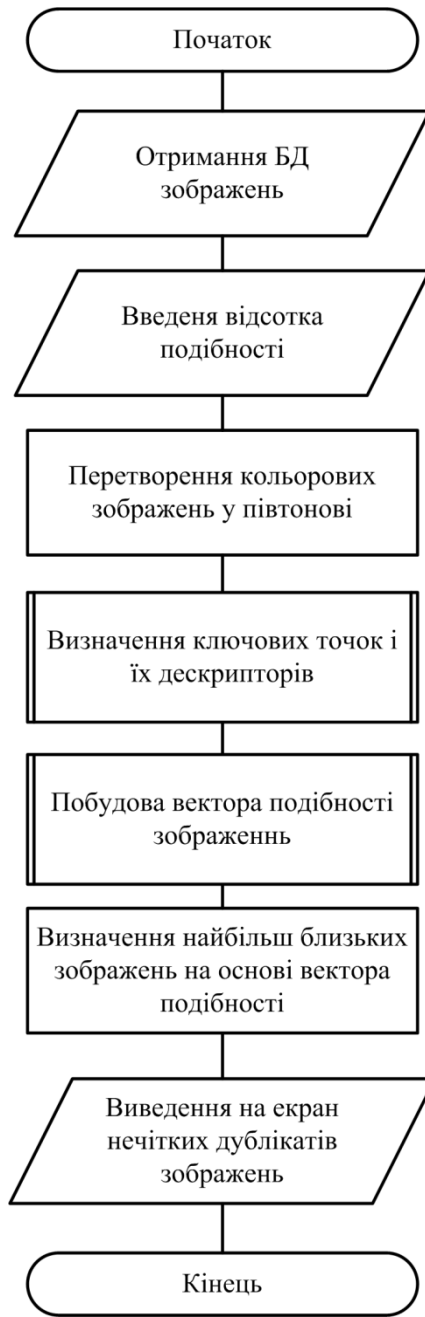 Початок
Отримання БД
зображень
Введеня відсотка
подібності
Перетворення кольорових
зображень у півтонові
Визначення ключових точок і
їх дескрипторів
Побудова вектора подібності
зображеннь
Визначення найбільш близьких
зображень на основі вектора
подібності
Виведення на екран
нечітких дублікатів
зображень
Кінець